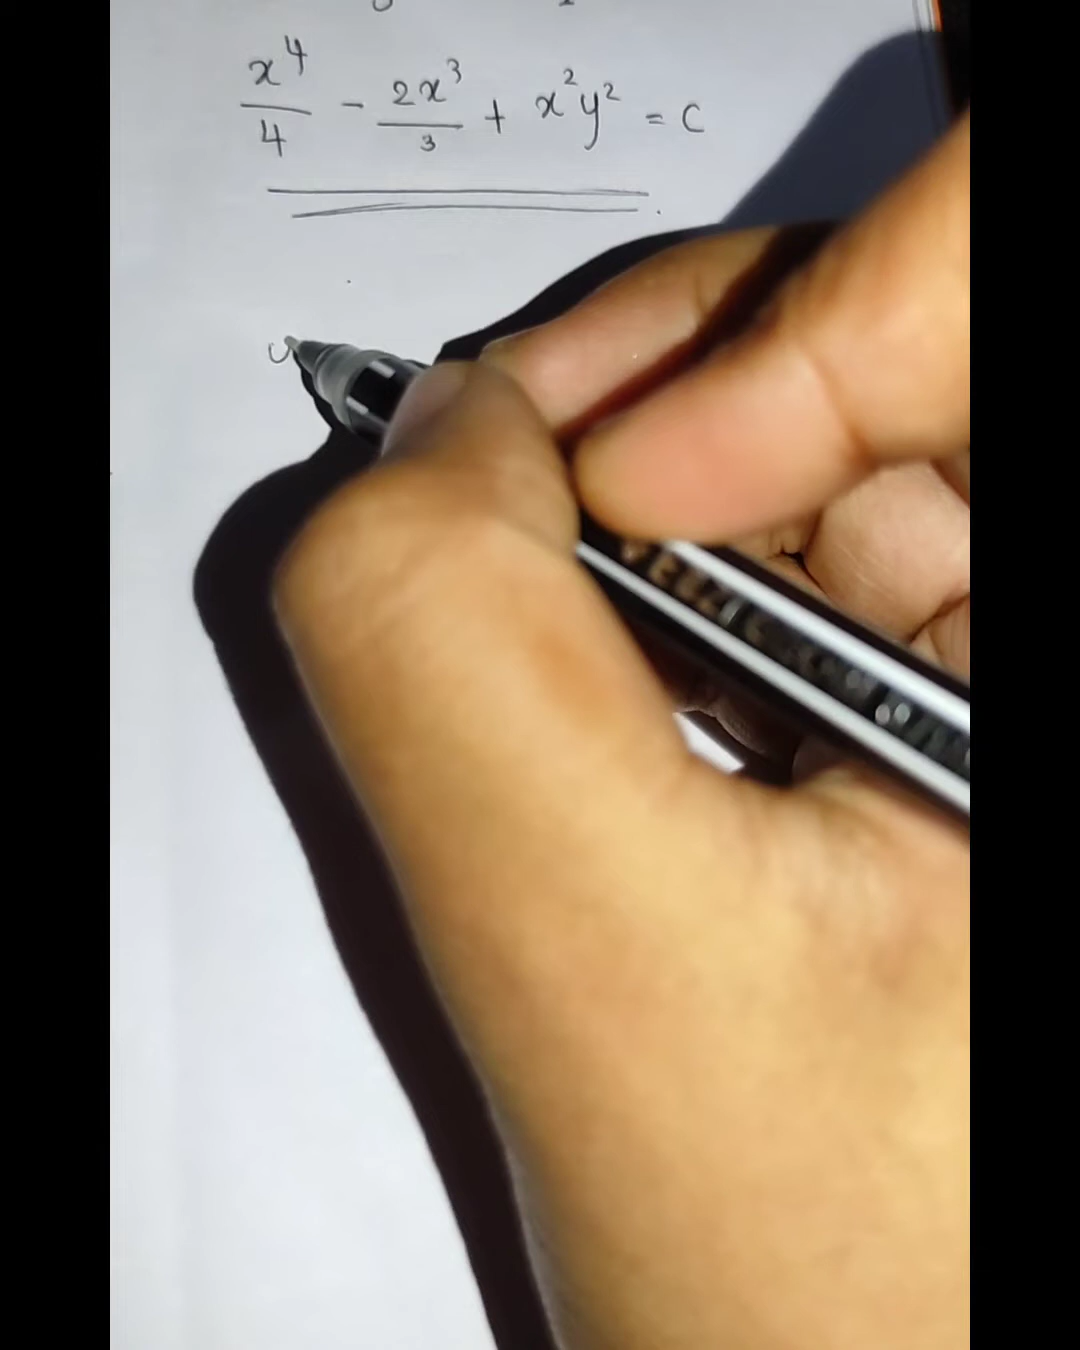 x⁴/4 - 2x³/3 + x²y² = c